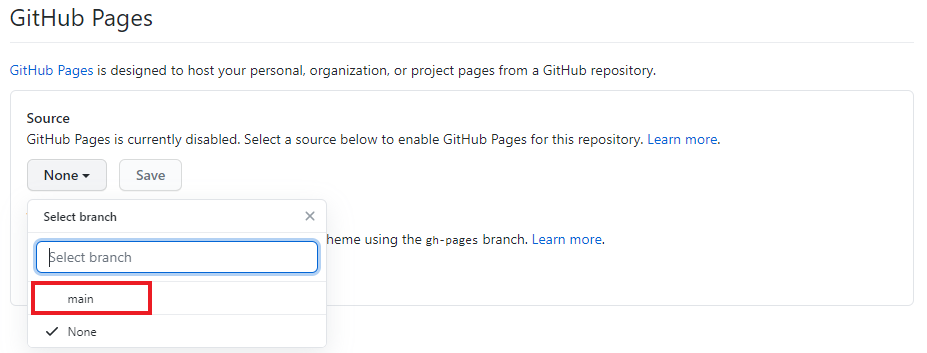 GitHub Pages
GitHub Pages is designed to host your personal, organization, or project pages from a GitHub repository.
Source
GitHub Pages is currently disabled. Select a source below to enable GitHub Pages for this repository. Learn more.
None Save
Select branch
heme using the gh-pages branch. Learn more.
Select branch
main
None